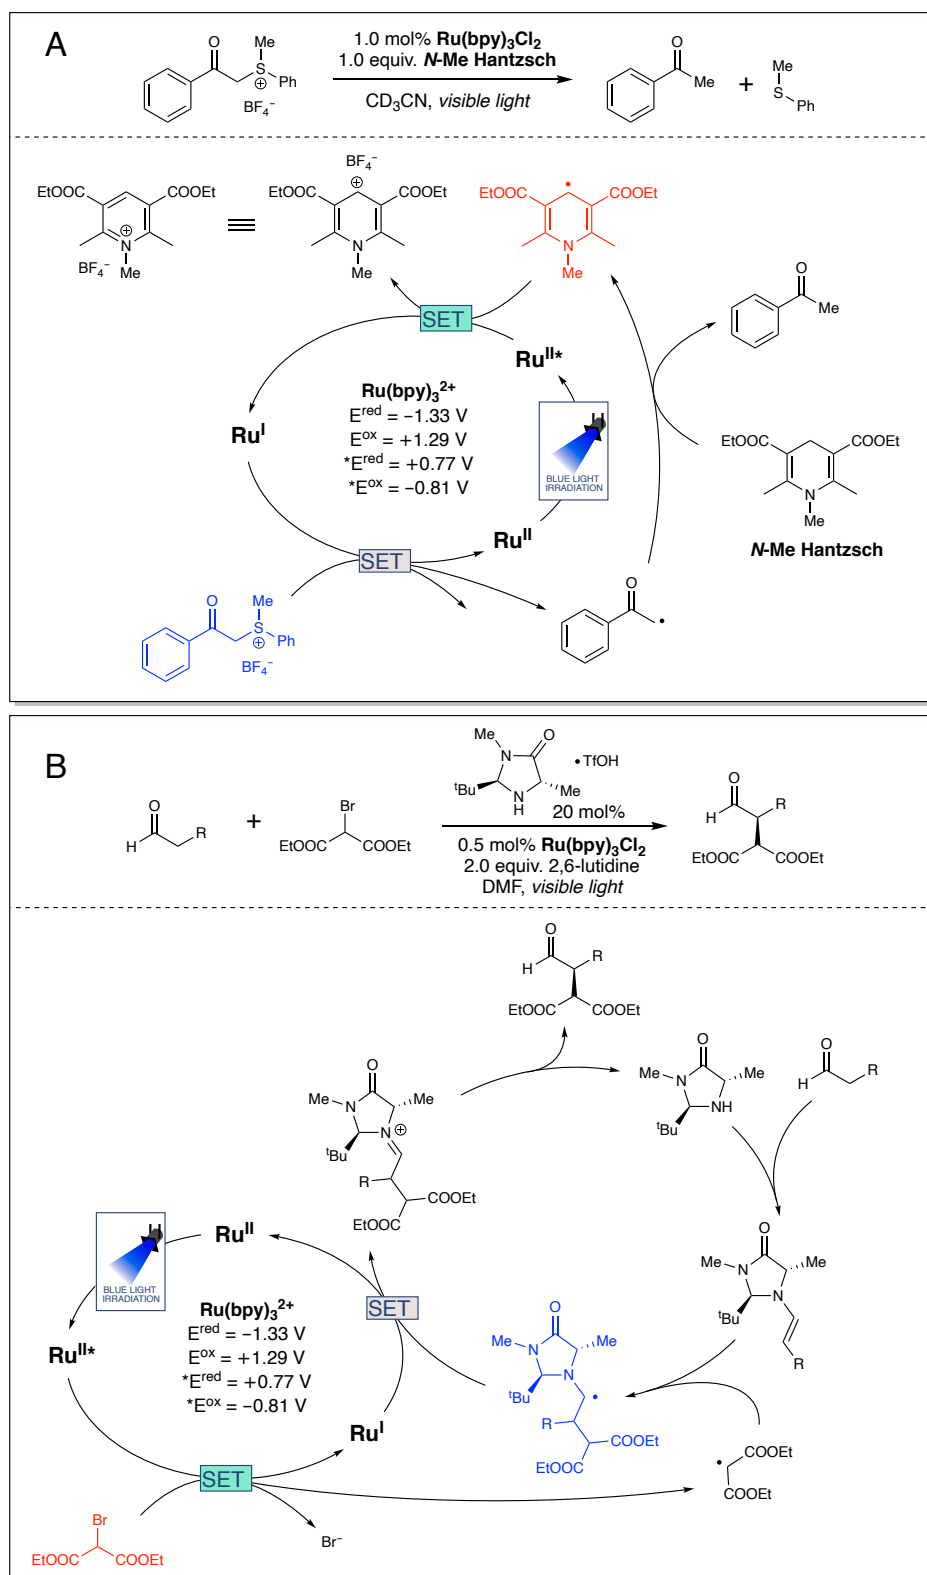 A
O
Me
S
⊕
Ph
BF₄⁻
1.0 mol% Ru(bpy)₃Cl₂
1.0 equiv. N-Me Hantzsch
CD₃CN, visible light
O
Me
+
Me
S
Ph
EtOOC
COOEt
⊕
N
BF₄⁻
Me
BF₄⁻
⊕
EtOOC
COOEt
N
Me
EtOOC
COOEt
N
Me
O
Me
SET
Ruᴵᴵ*
Ru(bpy)₃²⁺
Eʳᵉᵈ = −1.33 V
Eᵒˣ = +1.29 V
*Eʳᵉᵈ = +0.77 V
*Eᵒˣ = −0.81 V
Ruᴵ
BLUE LIGHT
IRRADIATION
EtOOC
COOEt
N
Me
N-Me Hantzsch
Ruᴵᴵ
SET
O
Me
S
⊕
Ph
BF₄⁻
O
•
B
O
H
R
+
Br
EtOOC
COOEt
Me
N
O
•TfOH
ᵗBu
N
H
Me
20 mol%
0.5 mol% Ru(bpy)₃Cl₂
2.0 equiv. 2,6-lutidine
DMF, visible light
O
H
R
EtOOC
COOEt
O
H
R
EtOOC
COOEt
O
Me
N
Me
N
⊕
ᵗBu
R
COOEt
EtOOC
O
Me
N
Me
NH
ᵗBu
O
H
R
Ruᴵᴵ
BLUE LIGHT
IRRADIATION
Ru(bpy)₃²⁺
Eʳᵉᵈ = −1.33 V
Eᵒˣ = +1.29 V
*Eʳᵉᵈ = +0.77 V
*Eᵒˣ = −0.81 V
Ruᴵᴵ*
SET
O
Me
N
Me
N
ᵗBu
R
O
Me
N
Me
N
ᵗBu
•
R
COOEt
EtOOC
Ruᴵ
SET
•
COOEt
COOEt
Br⁻
Br
EtOOC
COOEt